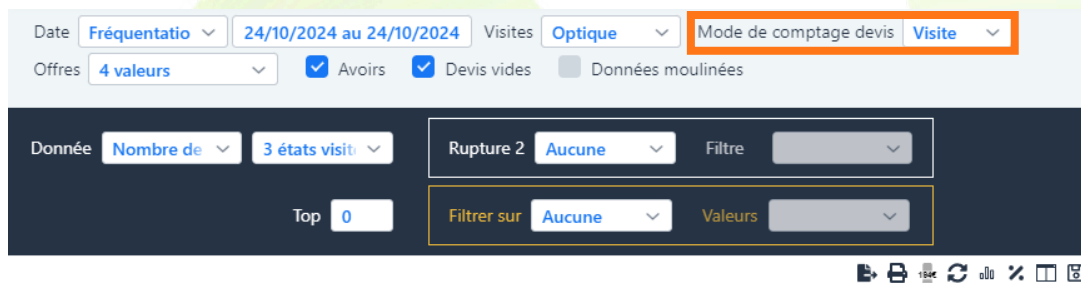 Date Fréquentatio 24/10/2024 au 24/10/2024 Visites Optique Mode de comptage devis Visite
Offres 4 valeurs Avoirs Devis vides Données moulinées
Donnée Nombre de 3 états visit Rupture 2 Aucune Filtre
Top 0 Filtrer sur Aucune Valeurs